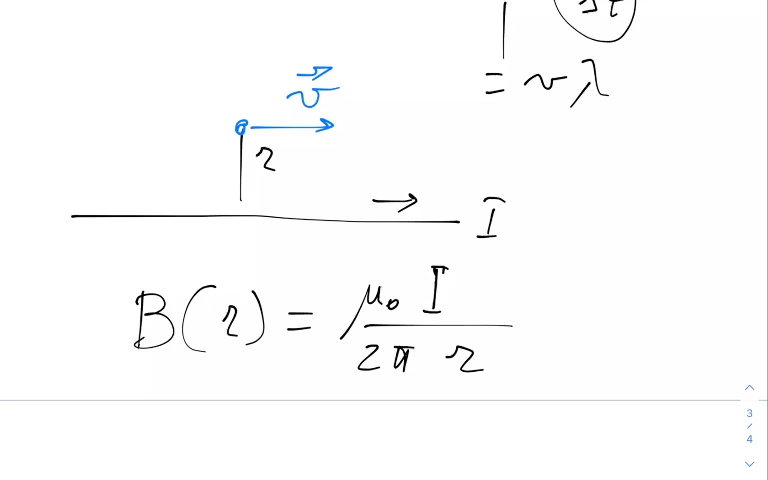 = v λ
v⃗
r
I
B(r) = μ₀ I / 2π r
3
/
4